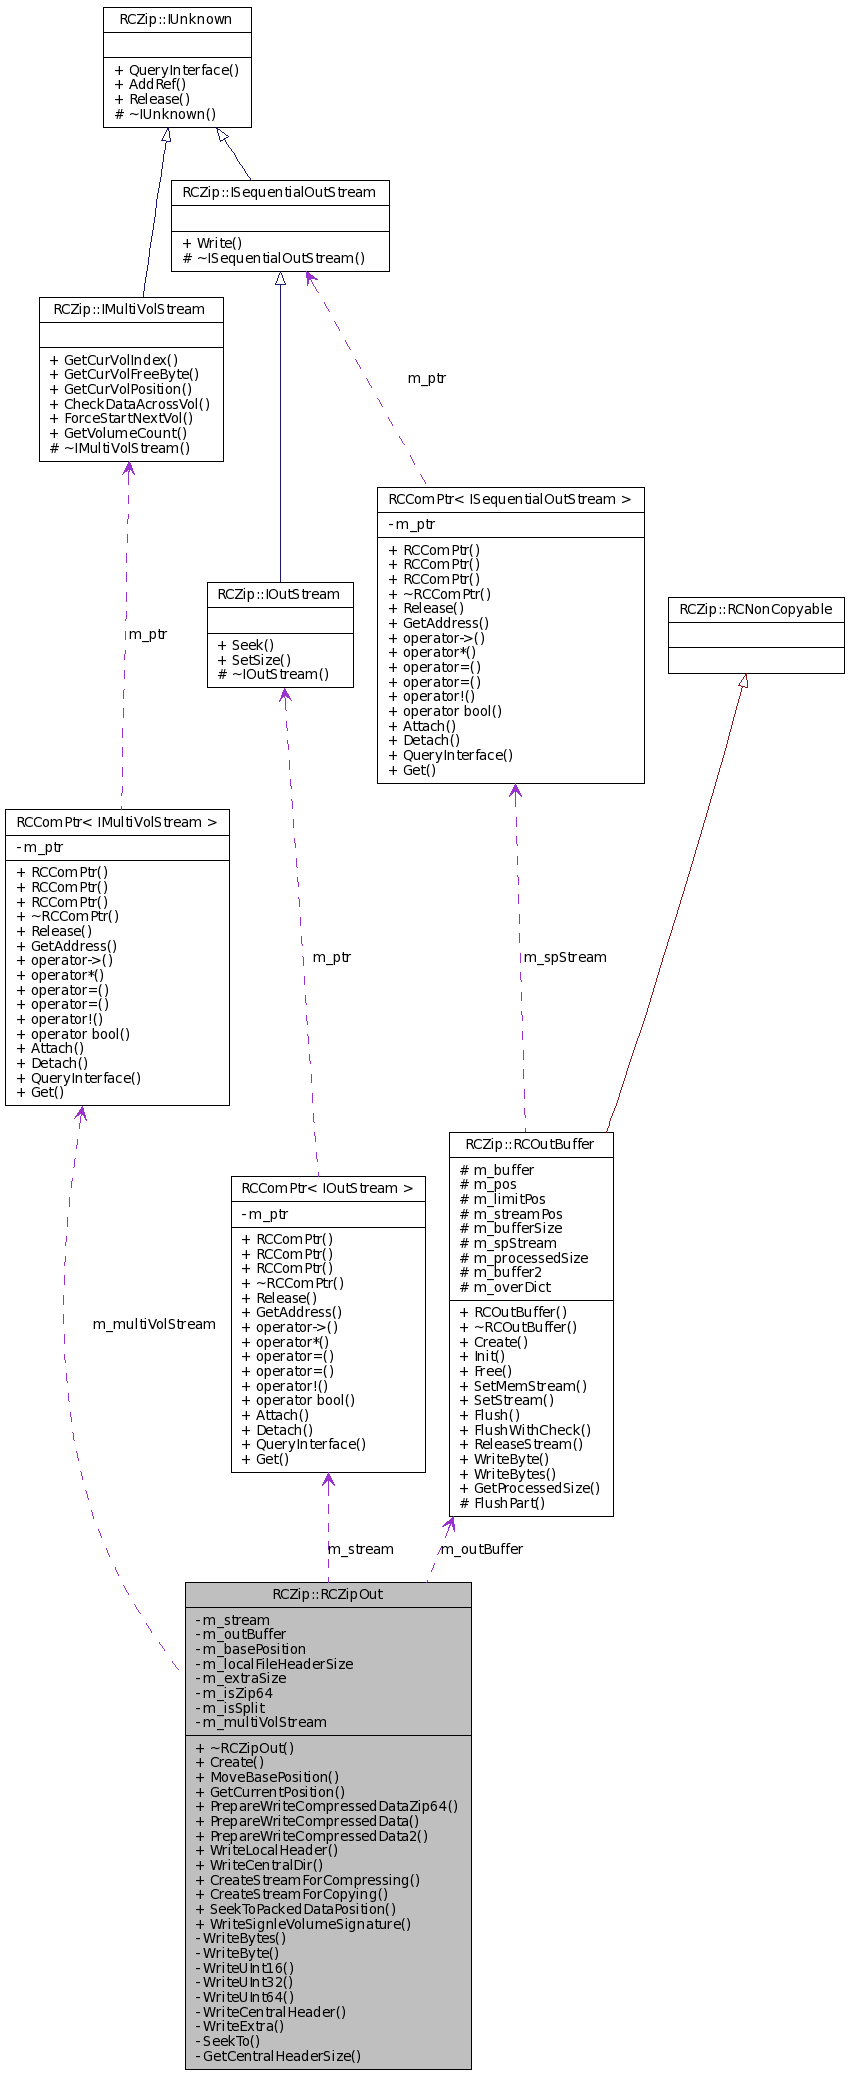 RCZip::IUnknown
+ QueryInterface()
+ AddRef()
+ Release()
# ~IUnknown()
RCZip::ISequentialOutStream
+ Write()
# ~ISequentialOutStream()
RCZip::IMultiVolStream
+ GetCurVolIndex()
+ GetCurVolFreeByte()
+ GetCurVolPosition()
+ CheckDataAcrossVol()
+ ForceStartNextVol()
+ GetVolumeCount()
# ~IMultiVolStream()
m_ptr
RCComPtr< ISequentialOutStream >
- m_ptr
+ RCComPtr()
+ RCComPtr()
+ RCComPtr()
+ ~RCComPtr()
+ Release()
+ GetAddress()
+ operator->()
+ operator*()
+ operator=()
+ operator=()
+ operator!()
+ operator bool()
+ Attach()
+ Detach()
+ QueryInterface()
+ Get()
RCZip::IOutStream
+ Seek()
+ SetSize()
# ~IOutStream()
RCZip::RCNonCopyable
m_ptr
RCComPtr< IMultiVolStream >
- m_ptr
+ RCComPtr()
+ RCComPtr()
+ RCComPtr()
+ ~RCComPtr()
+ Release()
+ GetAddress()
+ operator->()
+ operator*()
+ operator=()
+ operator=()
+ operator!()
+ operator bool()
+ Attach()
+ Detach()
+ QueryInterface()
+ Get()
m_ptr
m_spStream
RCZip::RCOutBuffer
# m_buffer
# m_pos
# m_limitPos
# m_streamPos
# m_bufferSize
# m_spStream
# m_processedSize
# m_buffer2
# m_overDict
+ RCOutBuffer()
+ ~RCOutBuffer()
+ Create()
+ Init()
+ Free()
+ SetMemStream()
+ SetStream()
+ Flush()
+ FlushWithCheck()
+ ReleaseStream()
+ WriteByte()
+ WriteBytes()
+ GetProcessedSize()
# FlushPart()
RCComPtr< IOutStream >
- m_ptr
+ RCComPtr()
+ RCComPtr()
+ RCComPtr()
+ ~RCComPtr()
+ Release()
+ GetAddress()
+ operator->()
+ operator*()
+ operator=()
+ operator=()
+ operator!()
+ operator bool()
+ Attach()
+ Detach()
+ QueryInterface()
+ Get()
m_multiVolStream
m_stream
m_outBuffer
RCZip::RCZipOut
- m_stream
- m_outBuffer
- m_basePosition
- m_localFileHeaderSize
- m_extraSize
- m_isZip64
- m_isSplit
- m_multiVolStream
+ ~RCZipOut()
+ Create()
+ MoveBasePosition()
+ GetCurrentPosition()
+ PrepareWriteCompressedDataZip64()
+ PrepareWriteCompressedData()
+ PrepareWriteCompressedData2()
+ WriteLocalHeader()
+ WriteCentralDir()
+ CreateStreamForCompressing()
+ CreateStreamForCopying()
+ SeekToPackedDataPosition()
+ WriteSignleVolumeSignature()
- WriteBytes()
- WriteByte()
- WriteUInt16()
- WriteUInt32()
- WriteUInt64()
- WriteCentralHeader()
- WriteExtra()
- SeekTo()
- GetCentralHeaderSize()